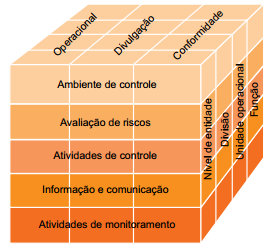 Operacional
Divulgação
Conformidade
Ambiente de controle
Avaliação de riscos
Atividades de controle
Informação e comunicação
Atividades de monitoramento
Nível de entidade
Divisão
Unidade operacional
Função